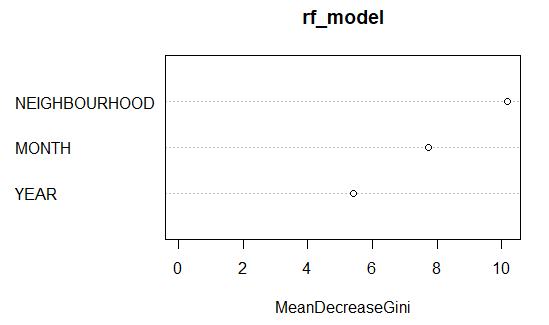 rf_model
NEIGHBOURHOOD
MONTH
YEAR
0 2 4 6 8 10
MeanDecreaseGini